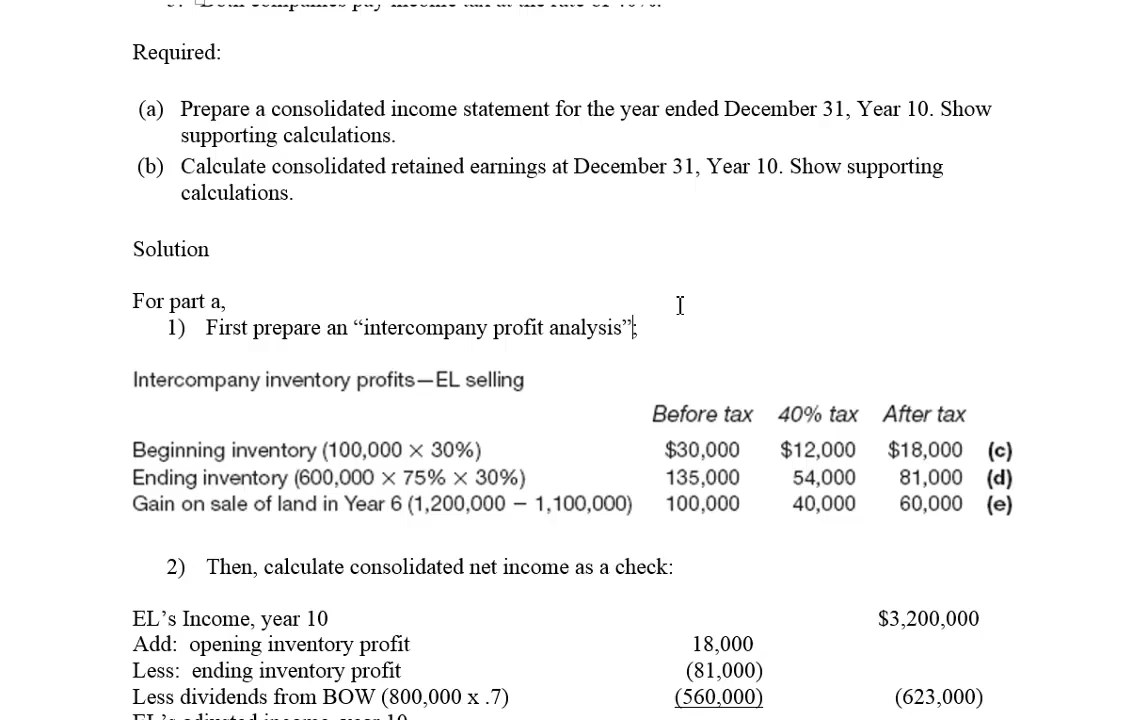 Required:
(a) Prepare a consolidated income statement for the year ended December 31, Year 10. Show
supporting calculations.
(b) Calculate consolidated retained earnings at December 31, Year 10. Show supporting
calculations.
Solution
For part a,
1) First prepare an “intercompany profit analysis”;
Intercompany inventory profits—EL selling
Before tax 40% tax After tax
Beginning inventory (100,000 × 30%) $30,000 $12,000 $18,000 (c)
Ending inventory (600,000 × 75% × 30%) 135,000 54,000 81,000 (d)
Gain on sale of land in Year 6 (1,200,000 − 1,100,000) 100,000 40,000 60,000 (e)
2) Then, calculate consolidated net income as a check:
EL’s Income, year 10 $3,200,000
Add: opening inventory profit 18,000
Less: ending inventory profit (81,000)
Less dividends from BOW (800,000 x .7) (560,000) (623,000)